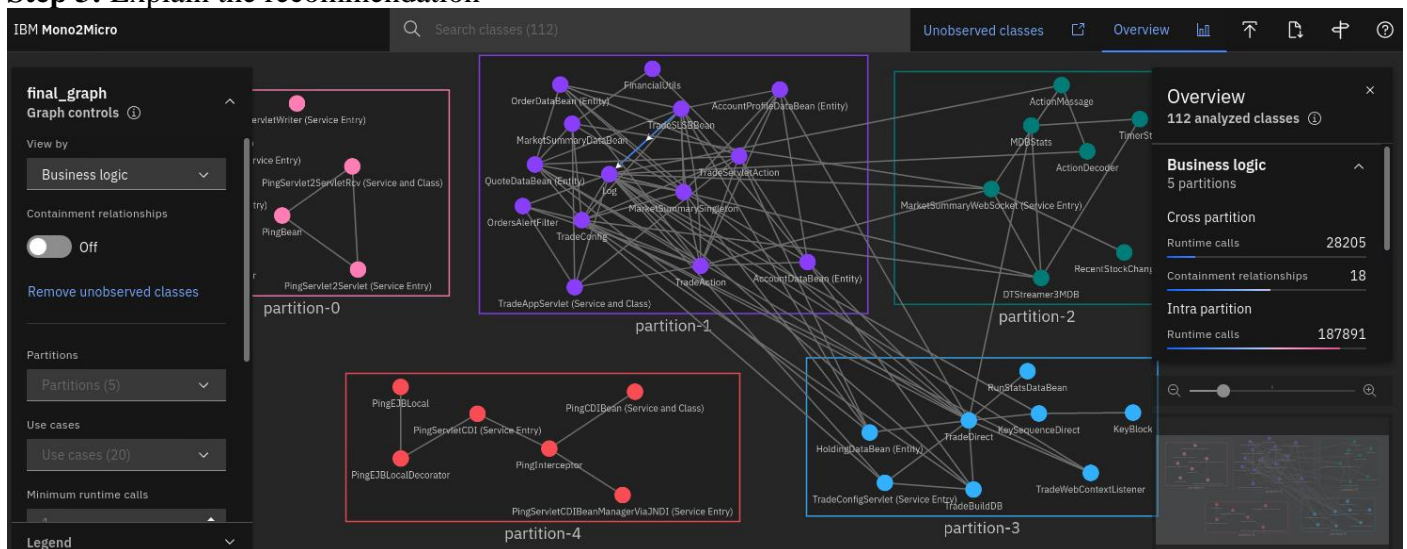 Step 3: Explain the recommendation
IBM Mono2Micro
Search classes (112)
Unobserved classes
Overview
final_graph
Graph controls
View by
Business logic
Containment relationships
Off
Remove unobserved classes
Partitions
Partitions (5)
Use cases
Use cases (20)
Minimum runtime calls
1
Legend
ervletWriter (Service Entry)
rvice Entry)
PingServlet2ServletRcv (Service and Class)
try)
PingBean
r
PingServlet2Servlet (Service Entry)
partition-0
FinancialUtils
OrderDataBean (Entity)
AccountProfileDataBean (Entity)
TradeSLSBBean
MarketSummaryDataBean
TradeServletAction
QuoteDataBean (Entity)
Log
MarketSummarySingleton
OrdersAlertFilter
TradeConfig
TradeAction
AccountDataBean (Entity)
TradeAppServlet (Service and Class)
partition-1
ActionMessage
TimerSt
MDBStats
ActionDecoder
MarketSummaryWebSocket (Service Entry)
RecentStockChang
DTStreamer3MDB
partition-2
PingEJBLocal
PingCDIBean (Service and Class)
PingServletCDI (Service Entry)
PingInterceptor
PingEJBLocalDecorator
PingServletCDIBeanManagerViaJNDI (Service Entry)
partition-4
RunStatsDataBean
TradeDirect
KeySequenceDirect
KeyBlock
HoldingDataBean (Entity)
TradeWebContextListener
TradeConfigServlet (Service Entry)
TradeBuildDB
partition-3
Overview
112 analyzed classes
Business logic
5 partitions
Cross partition
Runtime calls 28205
Containment relationships 18
Intra partition
Runtime calls 187891